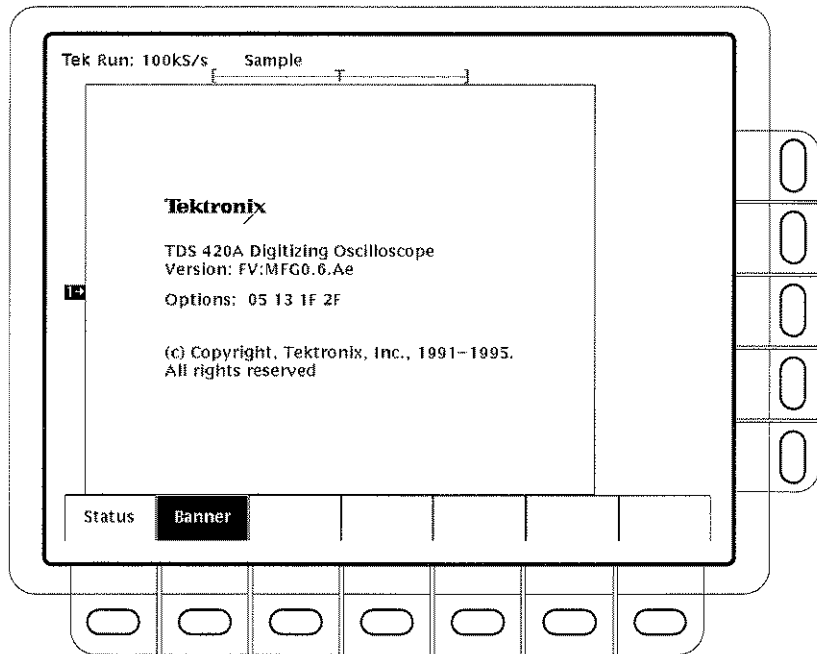 Tek Run: 100kS/s Sample
T
Tektronix
TDS 420A Digitizing Oscilloscope
Version: FV:MFG0.6.Ae
1→
Options: 05 13 1F 2F
(c) Copyright, Tektronix, Inc., 1991-1995.
All rights reserved
Status Banner